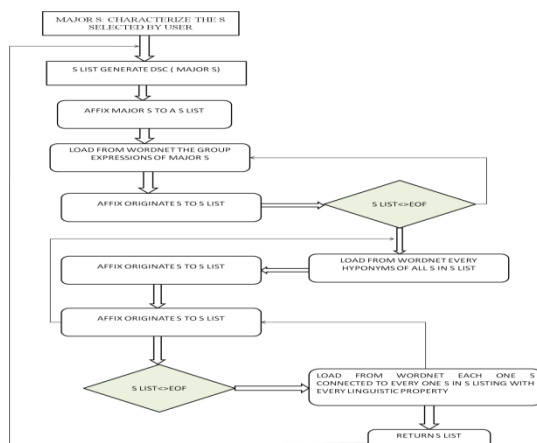 MAJOR S: CHARACTERIZE THE S
SELECTED BY USER
S LIST GENERATE DSC ( MAJOR S)
AFFIX MAJOR S TO A S LIST
LOAD FROM WORDNET THE GROUP
EXPRESSIONS OF MAJOR S
AFFIX ORIGINATE S TO S LIST
S LIST<>EOF
LOAD FROM WORDNET EVERY
HYPONYMS OF ALL S IN S LIST
AFFIX ORIGINATE S TO S LIST
AFFIX ORIGINATE S TO S LIST
S LIST<>EOF
LOAD FROM WORDNET EACH ONE S
CONNECTED TO EVERY ONE S IN S LISTING WITH
EVERY LINGUISTIC PROPERTY
RETURN S LIST